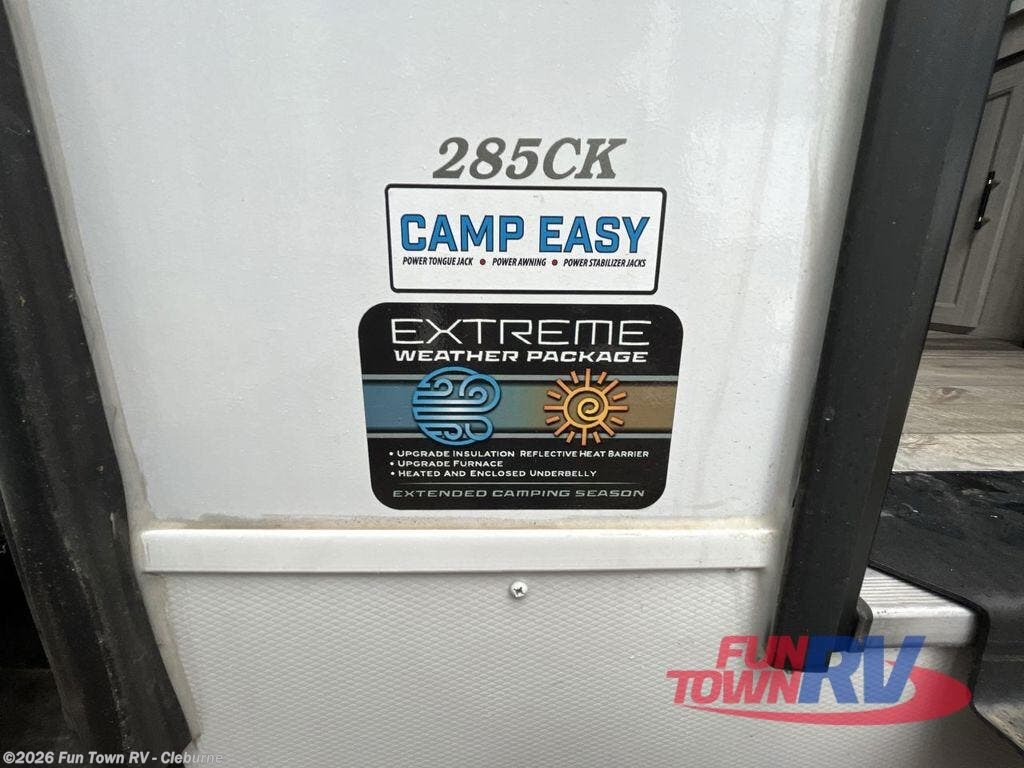 285CK
CAMP EASY
POWER TONGUE JACK • POWER AWNING • POWER STABILIZER JACKS
EXTREME
WEATHER PACKAGE
• UPGRADE INSULATION REFLECTIVE HEAT BARRIER
• UPGRADE FURNACE
• HEATED AND ENCLOSED UNDERBELLY
EXTENDED CAMPING SEASON
FUN
TOWN RV
©2026 Fun Town RV - Cleburne